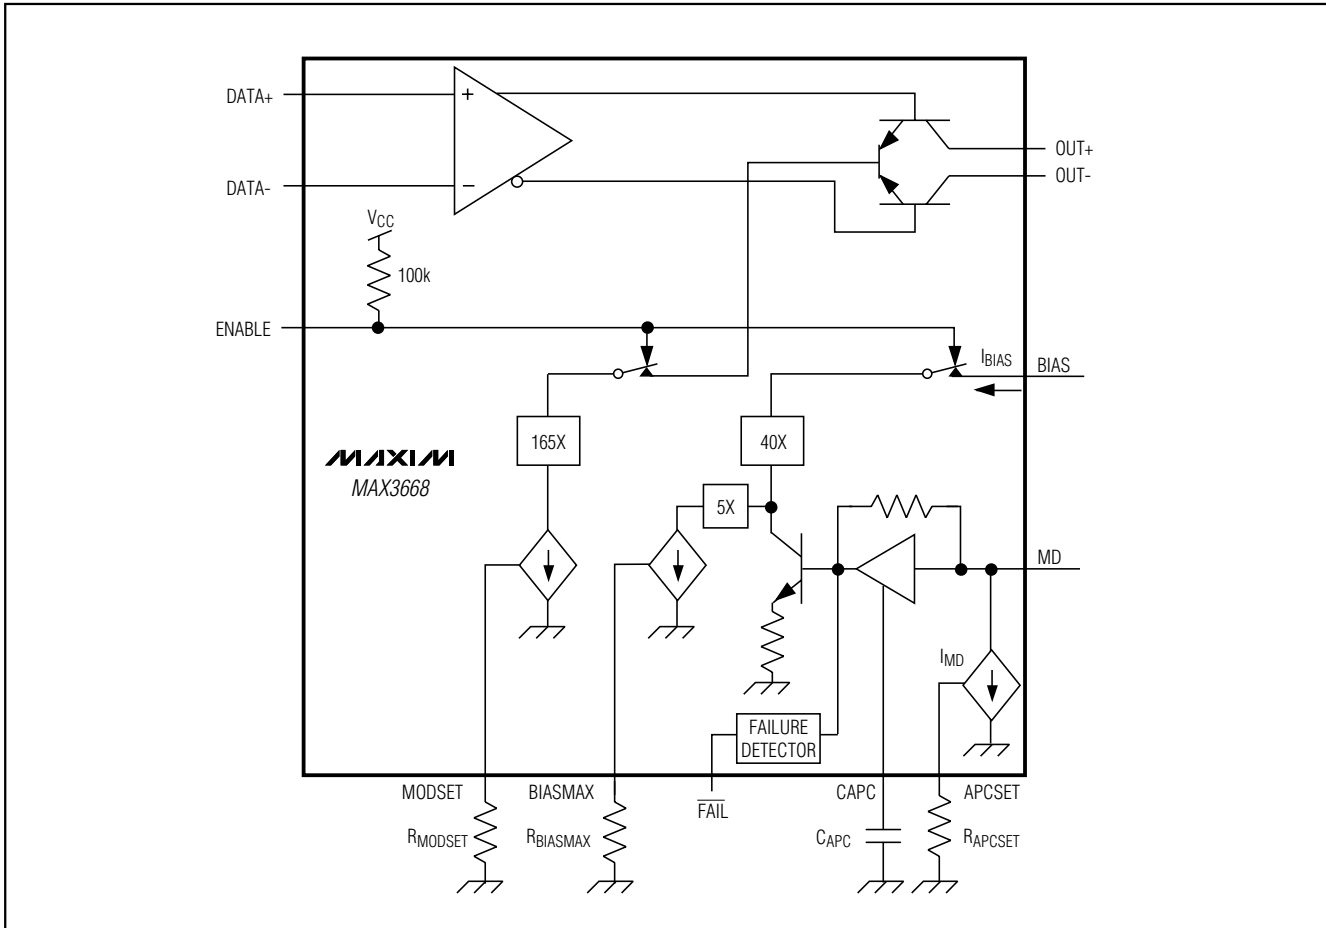 DATA+
+
OUT+
OUT-
DATA-
−
VCC
100k
ENABLE
IBIAS
BIAS
165X
40X
MAXIM
MAX3668
5X
MD
IMD
FAILURE
DETECTOR
MODSET
BIASMAX
CAPC
APCSET
FAIL
RMODSET
RBIASMAX
CAPC
RAPCSET